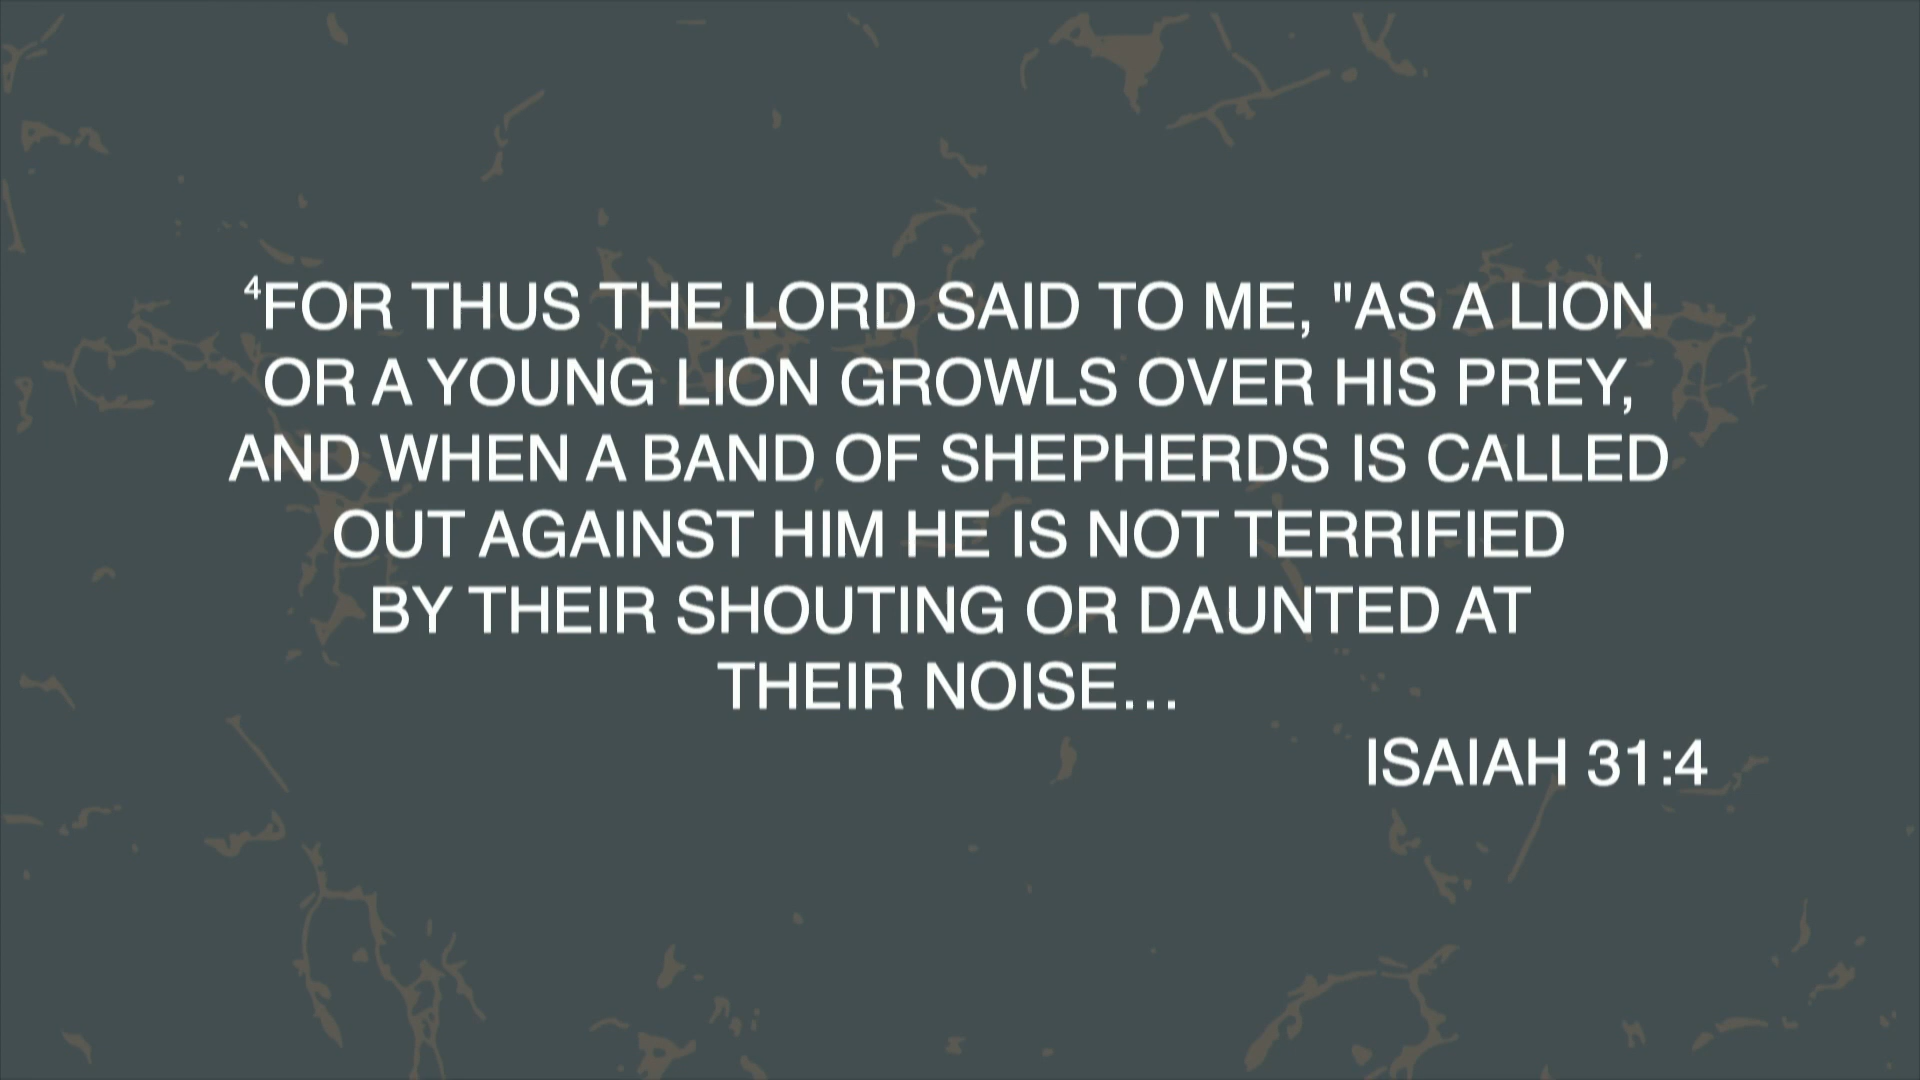 ⁴FOR THUS THE LORD SAID TO ME, "AS A LION
OR A YOUNG LION GROWLS OVER HIS PREY,
AND WHEN A BAND OF SHEPHERDS IS CALLED
OUT AGAINST HIM HE IS NOT TERRIFIED
BY THEIR SHOUTING OR DAUNTED AT
THEIR NOISE...
ISAIAH 31:4